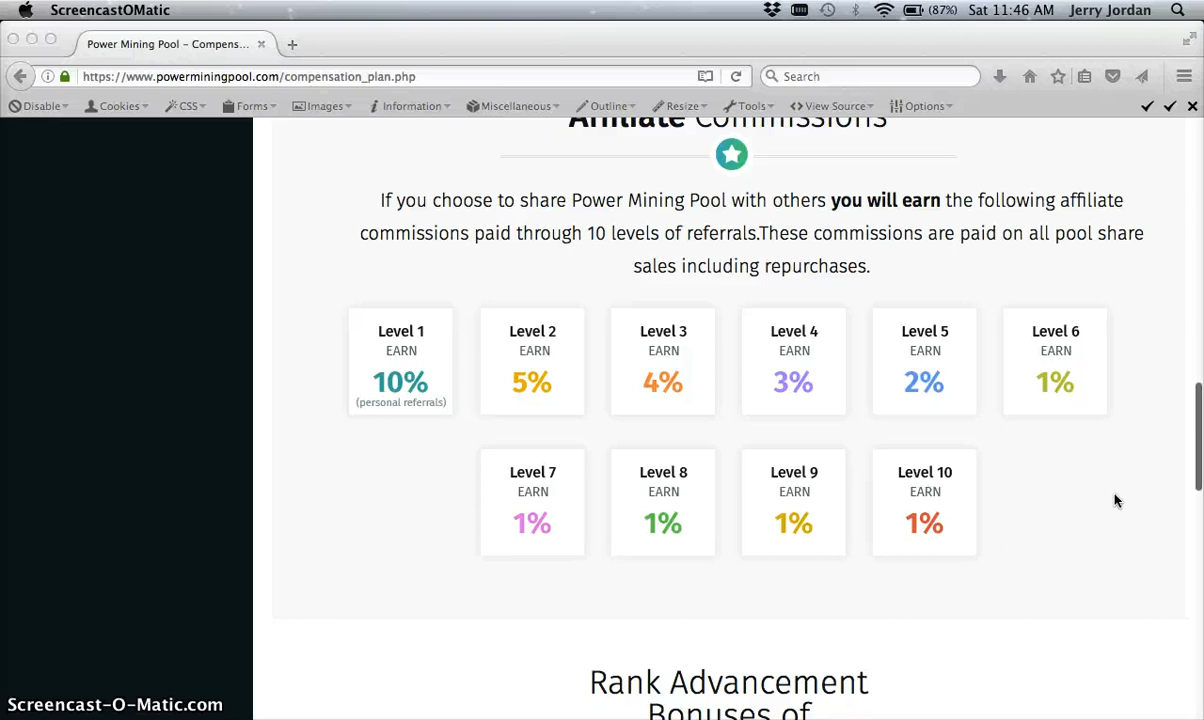 ScreencastOMatic (87%) Sat 11:46 AM Jerry Jordan
Power Mining Pool – Compens...
https://www.powerminingpool.com/compensation_plan.php Search
Disable Cookies CSS Forms Images Information Miscellaneous Outline Resize Tools View Source Options
Affiliate Commissions
If you choose to share Power Mining Pool with others you will earn the following affiliate
commissions paid through 10 levels of referrals.These commissions are paid on all pool share
sales including repurchases.
Level 1 Level 2 Level 3 Level 4 Level 5 Level 6
EARN EARN EARN EARN EARN EARN
10% 5% 4% 3% 2% 1%
(personal referrals)
Level 7 Level 8 Level 9 Level 10
EARN EARN EARN EARN
1% 1% 1% 1%
Rank Advancement
Bonuses of
Screencast-O-Matic.com